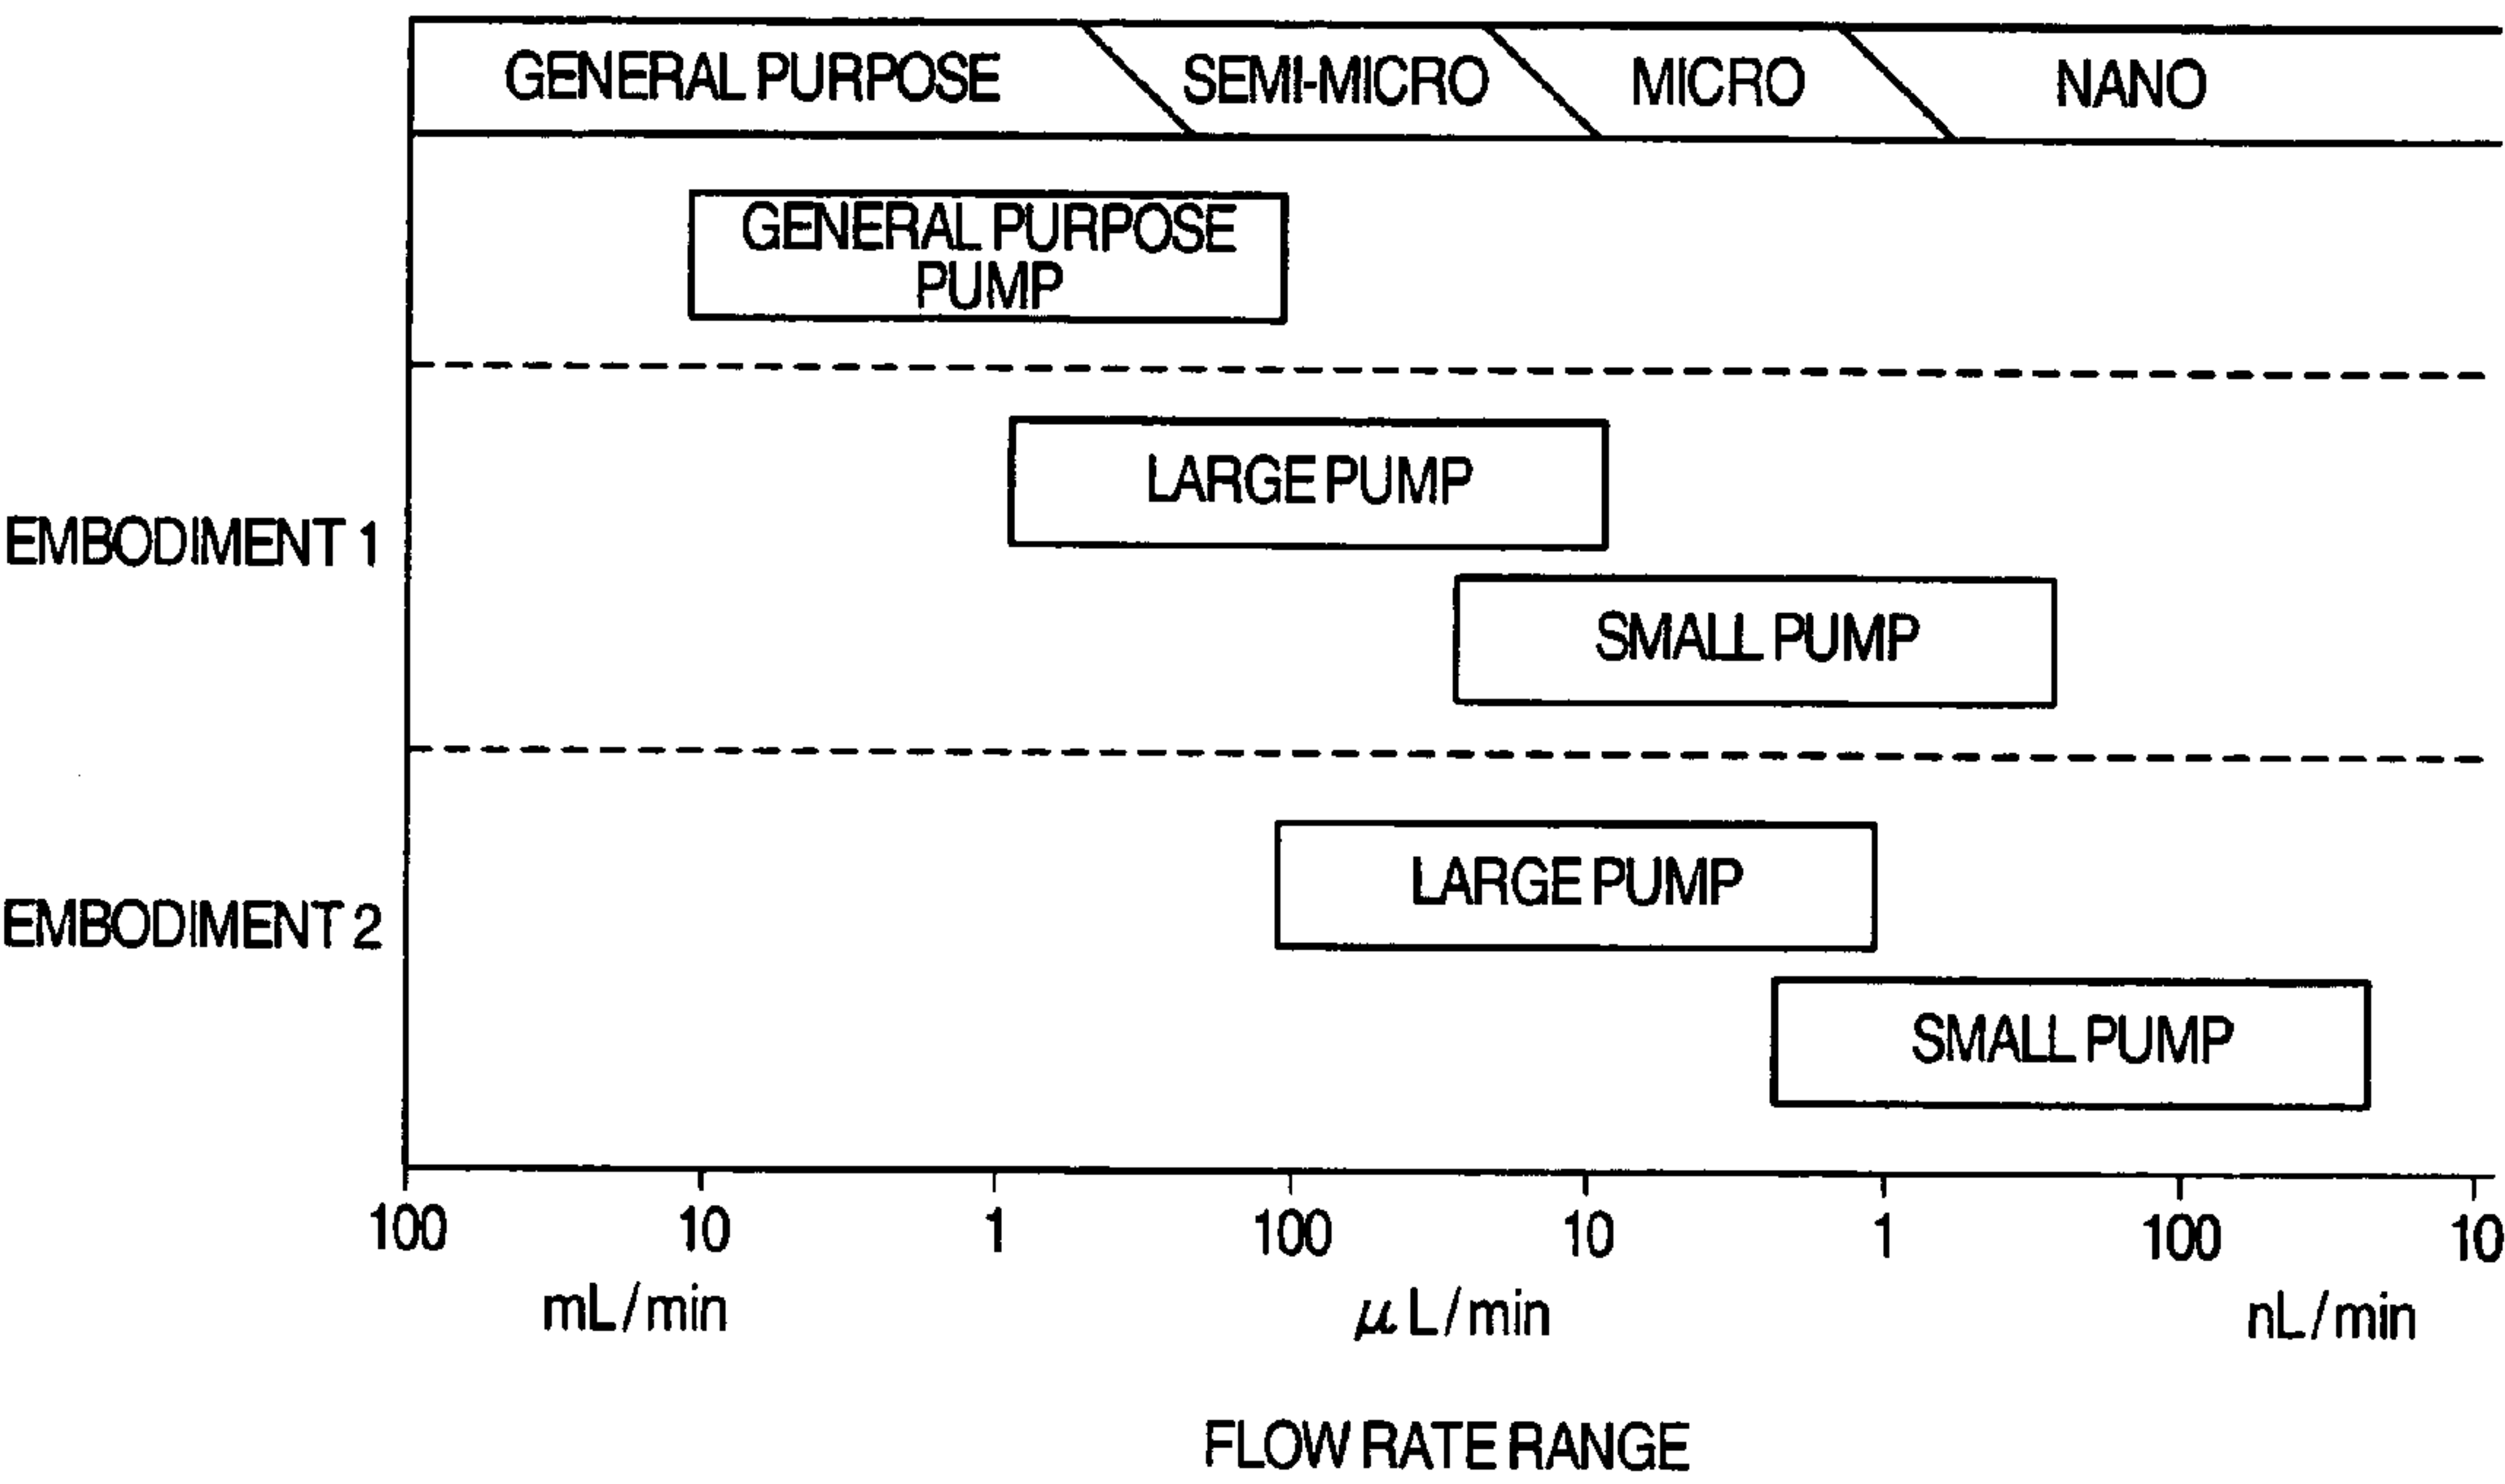 GENERAL PURPOSE SEMI-MICRO MICRO NANO
GENERAL PURPOSE
PUMP
LARGE PUMP
EMBODIMENT 1
SMALL PUMP
LARGE PUMP
EMBODIMENT 2
SMALL PUMP
100 10 1 100 10 1 100 10
mL/min μL/min nL/min
FLOW RATE RANGE